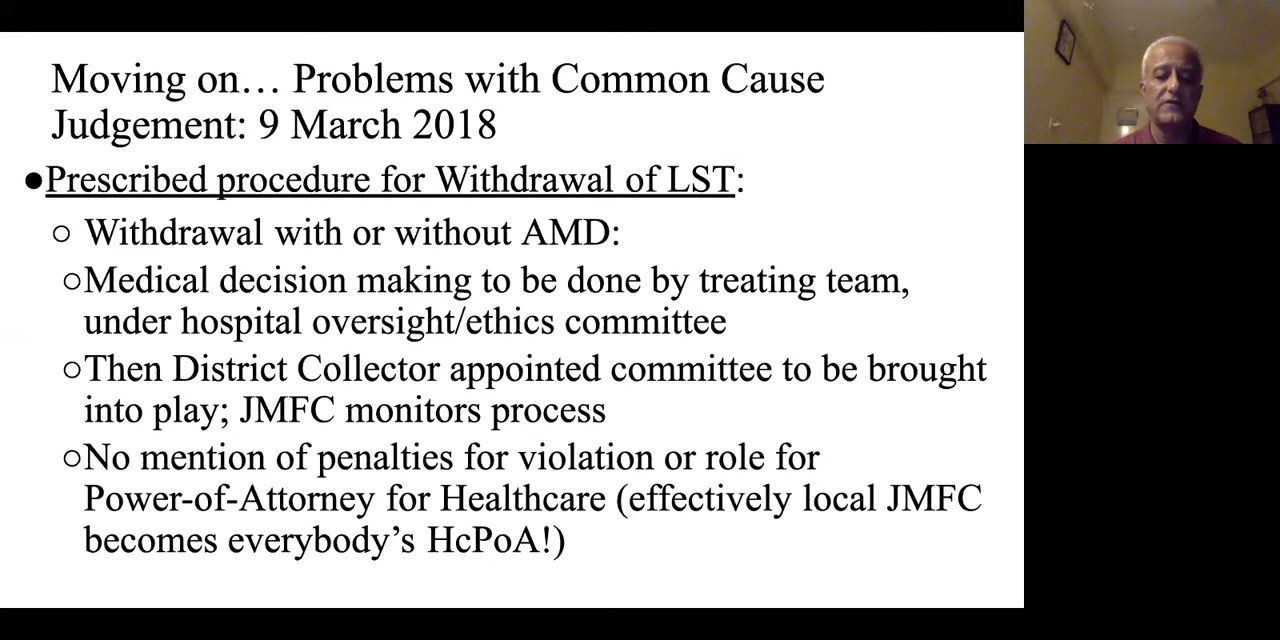 Moving on… Problems with Common Cause
Judgement: 9 March 2018
●Prescribed procedure for Withdrawal of LST:
○ Withdrawal with or without AMD:
○Medical decision making to be done by treating team,
under hospital oversight/ethics committee
○Then District Collector appointed committee to be brought
into play; JMFC monitors process
○No mention of penalties for violation or role for
Power-of-Attorney for Healthcare (effectively local JMFC
becomes everybody’s HcPoA!)